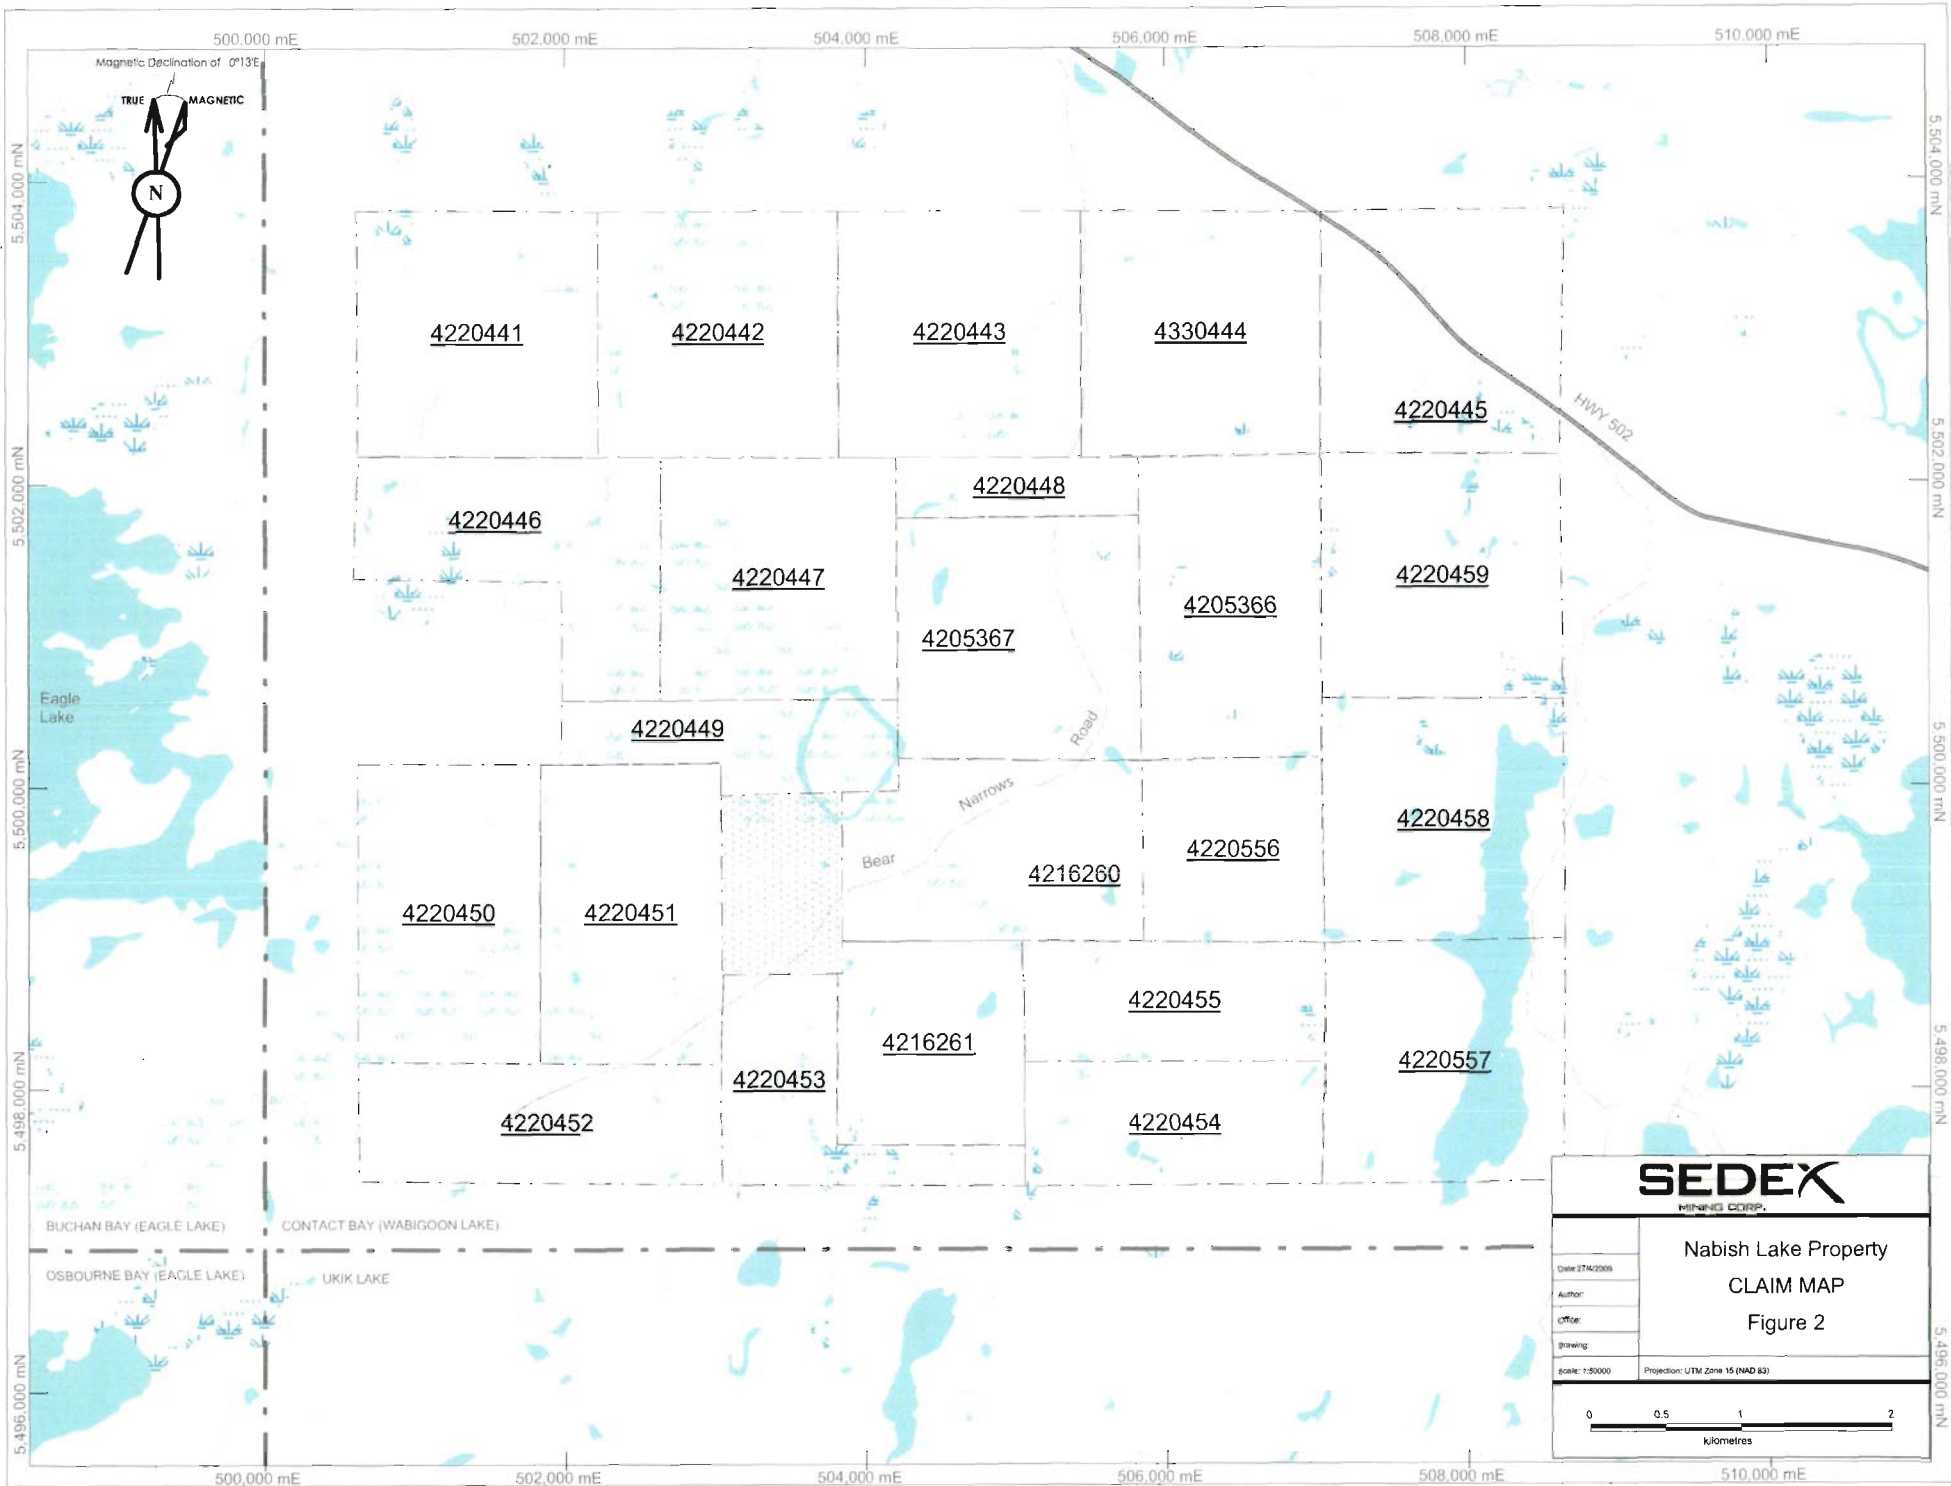 500,000 mE
502,000 mE
504,000 mE
506,000 mE
508,000 mE
510,000 mE
Magnetic Declination of 0°13'E
TRUE
MAGNETIC
N
5,504,000 mN
5,504,000 mN
4220441
4220442
4220443
4330444
4220445
HWY 502
5,502,000 mN
5,502,000 mN
4220446
4220447
4220448
4205367
4205366
4220459
Eagle
Lake
4220449
Road
Narrows
Bear
5,500,000 mN
5,500,000 mN
4220458
4220556
4216260
4220450
4220451
4220455
4216261
4220453
4220557
4220452
4220454
5,498,000 mN
5,498,000 mN
BUCHAN BAY (EAGLE LAKE)
CONTACT BAY (WABIGOON LAKE)
OSBOURNE BAY (EAGLE LAKE)
UKIK LAKE
5,496,000 mN
5,496,000 mN
SEDEX
MINING CORP.
Nabish Lake Property
CLAIM MAP
Figure 2
Date: 27/4/2009
Author:
Office:
Drawing:
Scale: 1:50000
Projection: UTM Zone 15 (NAD 83)
0 0.5 1 2
kilometres
500,000 mE
502,000 mE
504,000 mE
506,000 mE
508,000 mE
510,000 mE